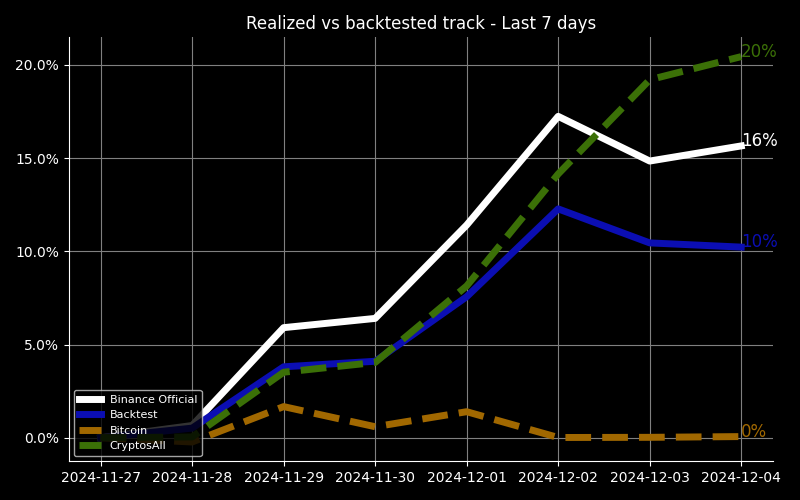 Realized vs backtested track - Last 7 days
20%
20.0%
16%
15.0%
10%
10.0%
5.0%
Binance Official
Backtest
Bitcoin
0%
0.0%
CryptosAll
2024-11-27 2024-11-28 2024-11-29 2024-11-30 2024-12-01 2024-12-02 2024-12-03 2024-12-04